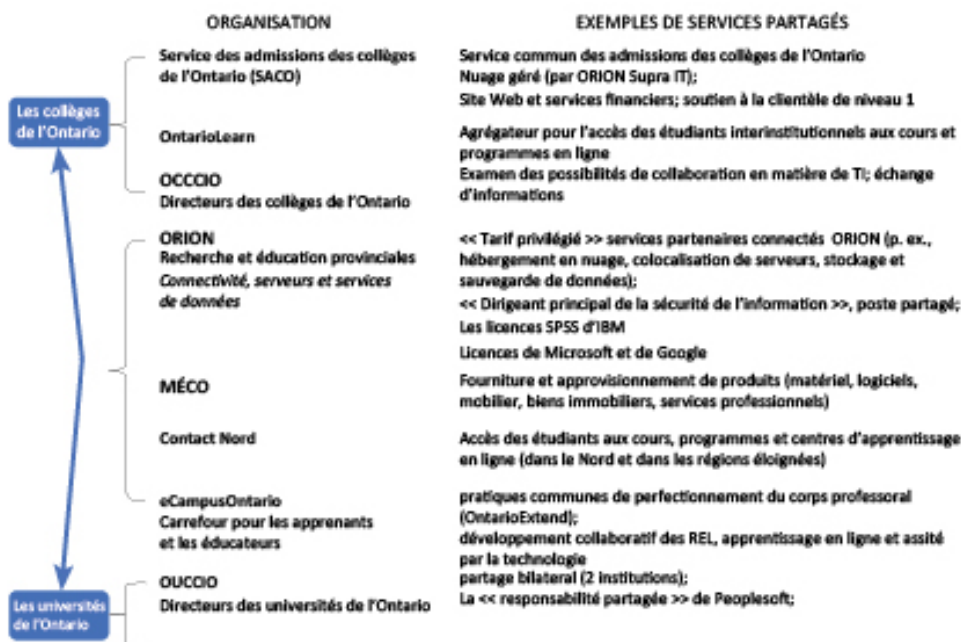 ORGANISATION
EXEMPLES DE SERVICES PARTAGÉS
Les collèges
de l'Ontario
Service des admissions des collèges
de l'Ontario (SACO)
Service commun des admissions des collèges de l'Ontario
Nuage géré (par ORION Supra IT);
Site Web et services financiers; soutien à la clientèle de niveau 1
OntarioLearn
Agrégateur pour l'accès des étudiants interinstitutionnels aux cours et
programmes en ligne
OCCCIO
Directeurs des collèges de l'Ontario
Examen des possibilités de collaboration en matière de TI; échange
d'informations
ORION
Recherche et éducation provinciales
Connectivité, serveurs et services
de données
<< Tarif privilégié >> services partenaires connectés ORION (p. ex.,
hébergement en nuage, colocalisation de serveurs, stockage et
sauvegarde de données);
<< Dirigeant principal de la sécurité de l'information >>, poste partagé;
Les licences SPSS d'IBM
Licences de Microsoft et de Google
MÉCO
Fourniture et approvisionnement de produits (matériel, logiciels,
mobilier, biens immobiliers, services professionnels)
Contact Nord
Accès des étudiants aux cours, programmes et centres d'apprentissage
en ligne (dans le Nord et dans les régions éloignées)
eCampusOntario
Carrefour pour les apprenants
et les éducateurs
pratiques communes de perfectionnement du corps professoral
(OntarioExtend);
développement collaboratif des REL, apprentissage en ligne et assité
par la technologie
Les universités
de l'Ontario
OUCCIO
Directeurs des universités de l'Ontario
partage bilateral (2 institutions);
La << responsabilité partagée >> de Peoplesoft;